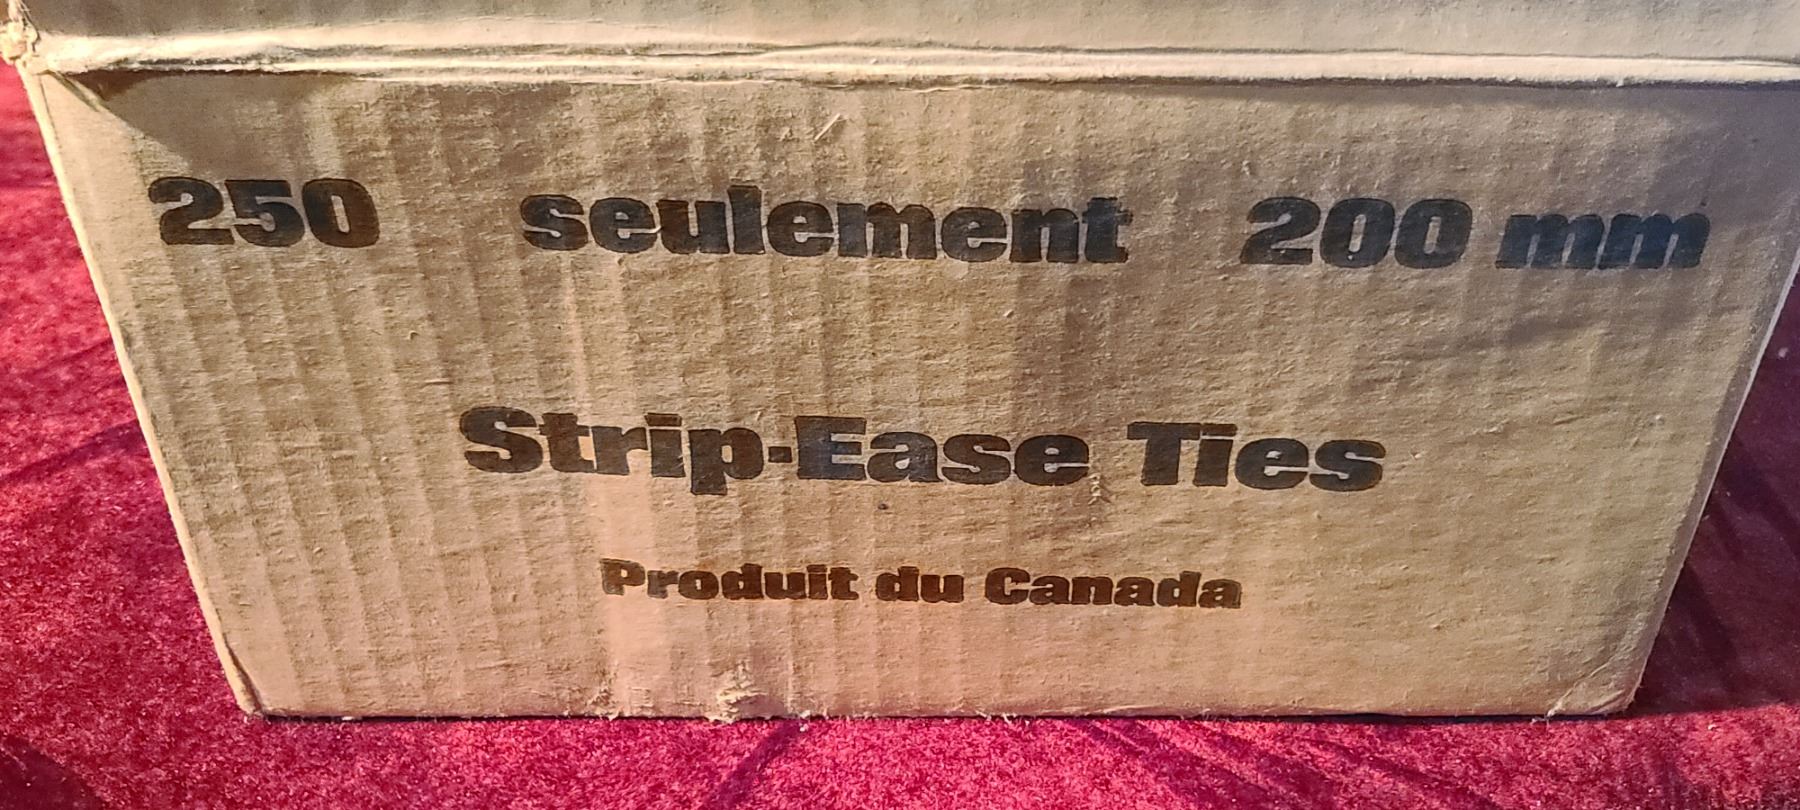 250 seulement 200 mm
Strip-Ease Ties
Produit du Canada